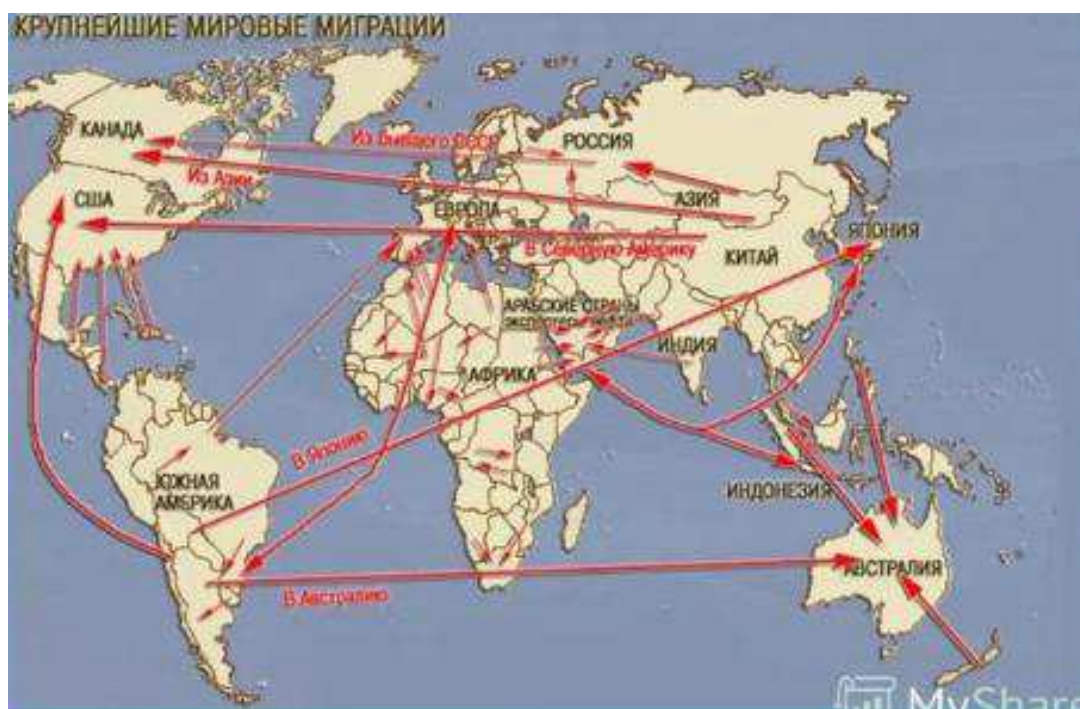 КРУПНЕЙШИЕ МИРОВЫЕ МИГРАЦИИ
КАНАДА
Из бывшего СССР
РОССИЯ
Из Азии
АЗИЯ
США
ЕВРОПА
В Северную Америку
КИТАЙ
ЯПОНИЯ
АРАБСКИЕ СТРАНЫ
ИНДИЯ
АФРИКА
В Японию
ЮЖНАЯ
АМЕРИКА
ИНДОНЕЗИЯ
АВСТРАЛИЯ
В Австралию
MyShare